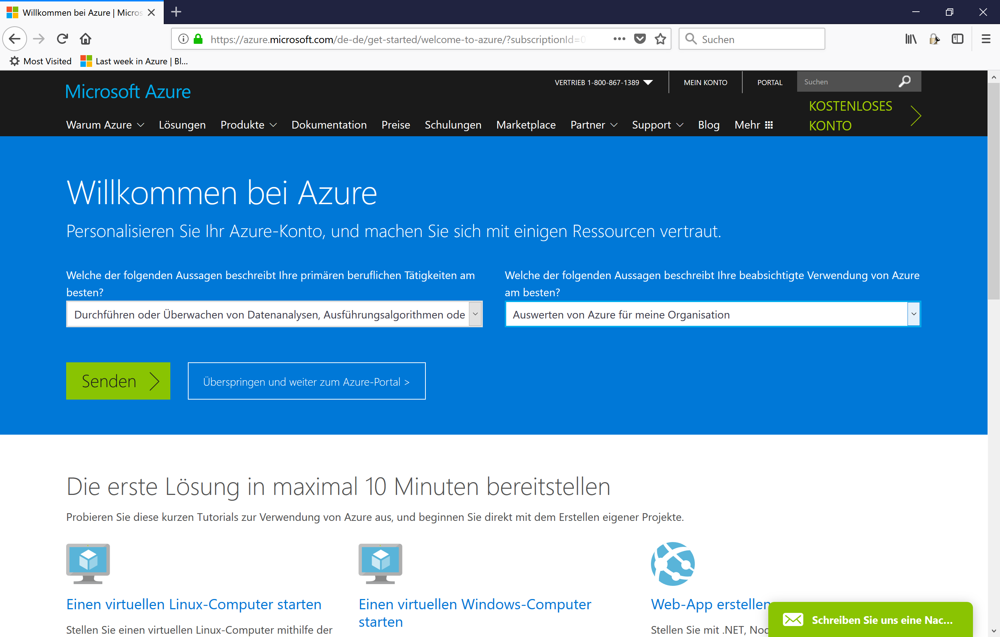 Willkommen bei Azure | Micros
https://azure.microsoft.com/de-de/get-started/welcome-to-azure/?subscriptionId=0
Suchen
Most Visited
Last week in Azure | Bl...
Microsoft Azure
VERTRIEB 1-800-867-1389
MEIN KONTO
PORTAL
Suchen
Warum Azure
Lösungen
Produkte
Dokumentation
Preise
Schulungen
Marketplace
Partner
Support
Blog
Mehr
KOSTENLOSES
KONTO
Willkommen bei Azure
Personalisieren Sie Ihr Azure-Konto, und machen Sie sich mit einigen Ressourcen vertraut.
Welche der folgenden Aussagen beschreibt Ihre primären beruflichen Tätigkeiten am
besten?
Durchführen oder Überwachen von Datenanalysen, Ausführungsalgorithmen ode
Welche der folgenden Aussagen beschreibt Ihre beabsichtigte Verwendung von Azure
am besten?
Auswerten von Azure für meine Organisation
Senden
Überspringen und weiter zum Azure-Portal >
Die erste Lösung in maximal 10 Minuten bereitstellen
Probieren Sie diese kurzen Tutorials zur Verwendung von Azure aus, und beginnen Sie direkt mit dem Erstellen eigener Projekte.
Einen virtuellen Linux-Computer starten
Stellen Sie einen virtuellen Linux-Computer mithilfe der
Einen virtuellen Windows-Computer
starten
Web-App erstellen
Stellen Sie mit .NET, Nod
Schreiben Sie uns eine Nac...